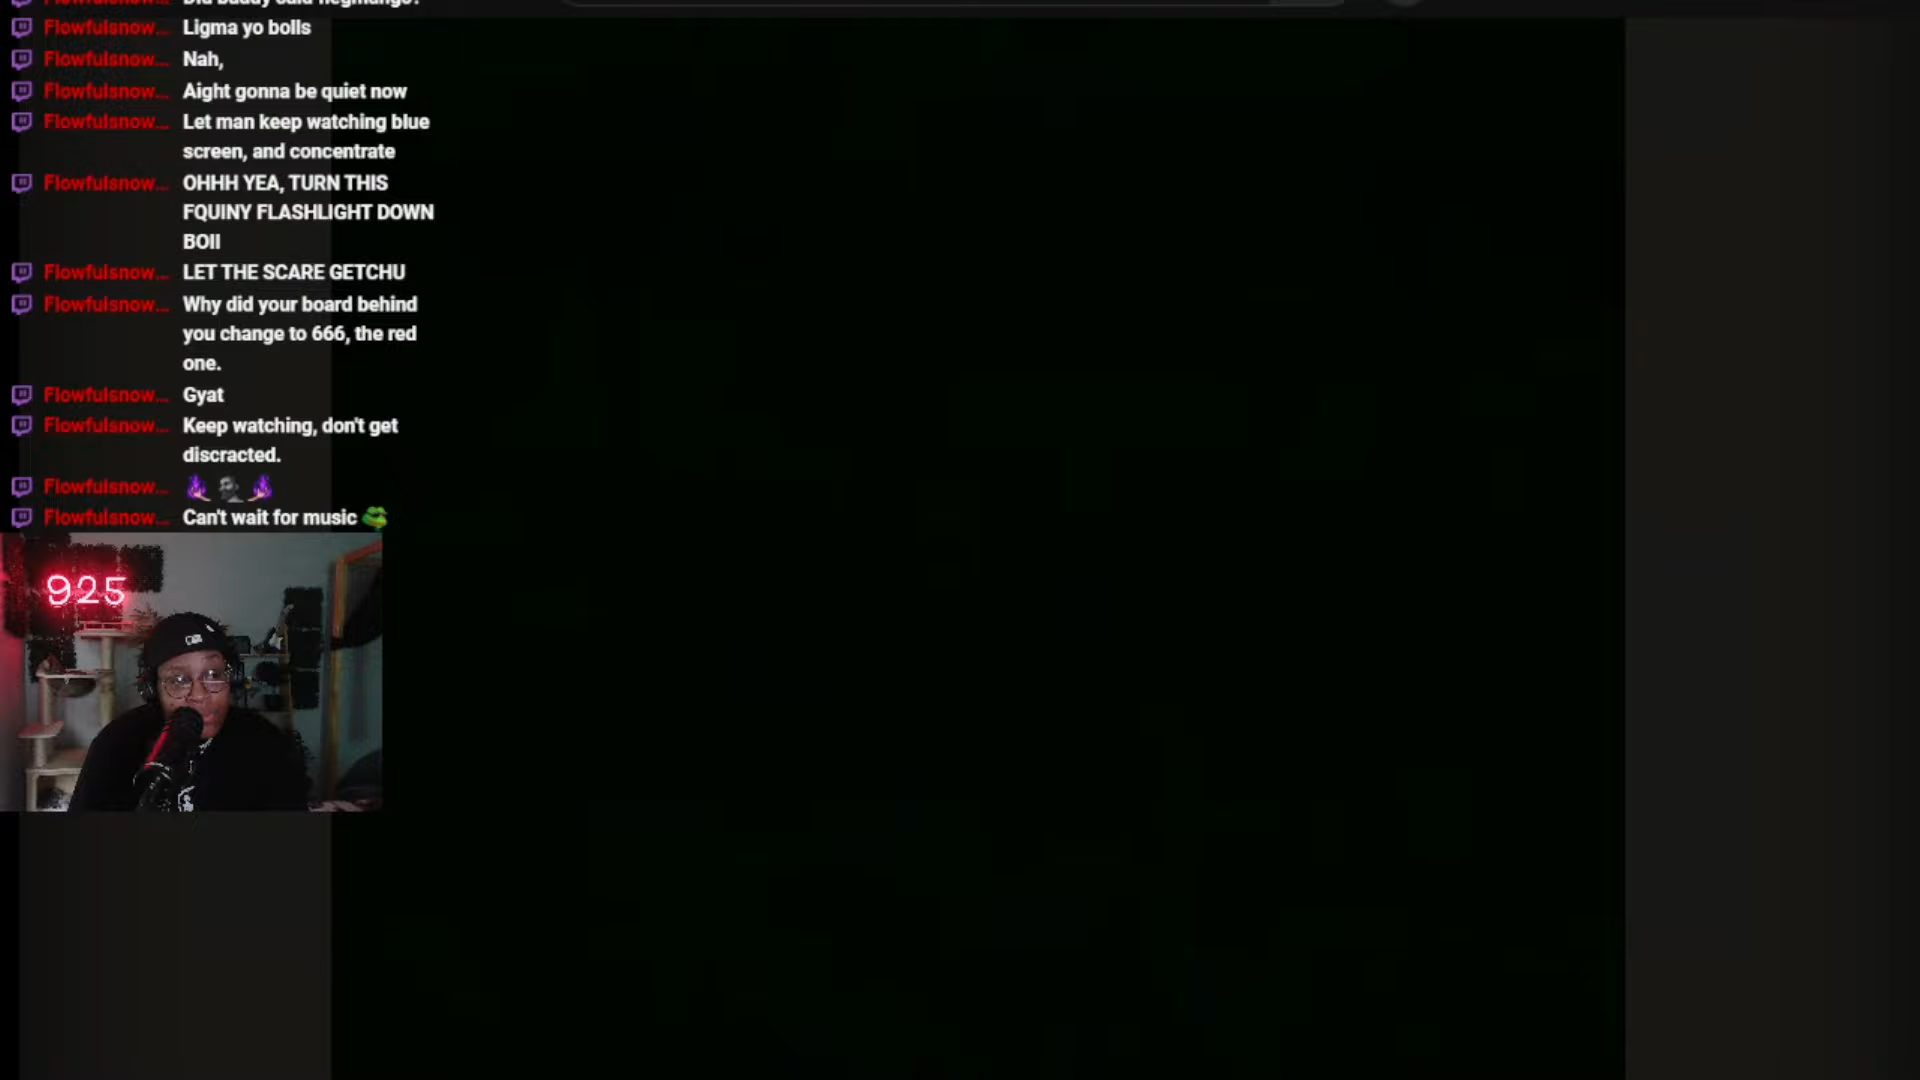 Flowfulsnow... Ligma yo bolls
Flowfulsnow... Nah,
Flowfulsnow... Aight gonna be quiet now
Flowfulsnow... Let man keep watching blue
screen, and concentrate
Flowfulsnow... OHHH YEA, TURN THIS
FQUINY FLASHLIGHT DOWN
BOII
Flowfulsnow... LET THE SCARE GETCHU
Flowfulsnow... Why did your board behind
you change to 666, the red
one.
Flowfulsnow... Gyat
Flowfulsnow... Keep watching, don't get
discracted.
Flowfulsnow...
Flowfulsnow... Can't wait for music
925